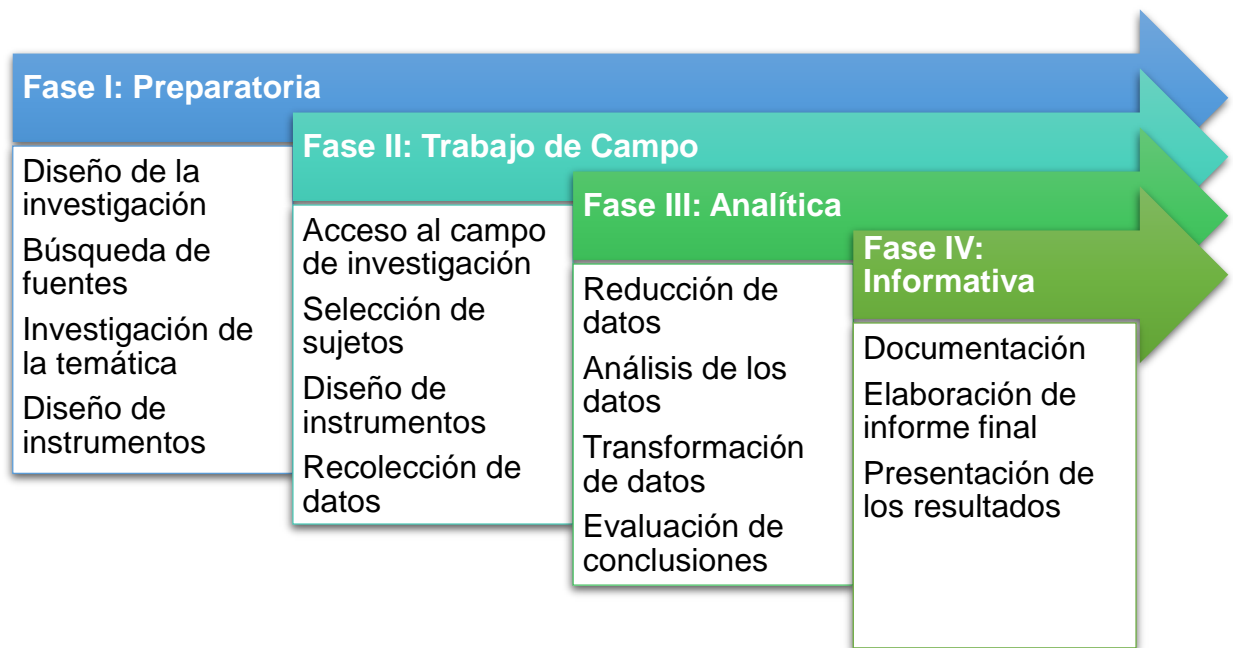 Fase I: Preparatoria
Diseño de la
investigación
Búsqueda de
fuentes
Investigación de
la temática
Diseño de
instrumentos
Fase II: Trabajo de Campo
Acceso al campo
de investigación
Selección de
sujetos
Diseño de
instrumentos
Recolección de
datos
Fase III: Analítica
Reducción de
datos
Análisis de los
datos
Transformación
de datos
Evaluación de
conclusiones
Fase IV:
Informativa
Documentación
Elaboración de
informe final
Presentación de
los resultados